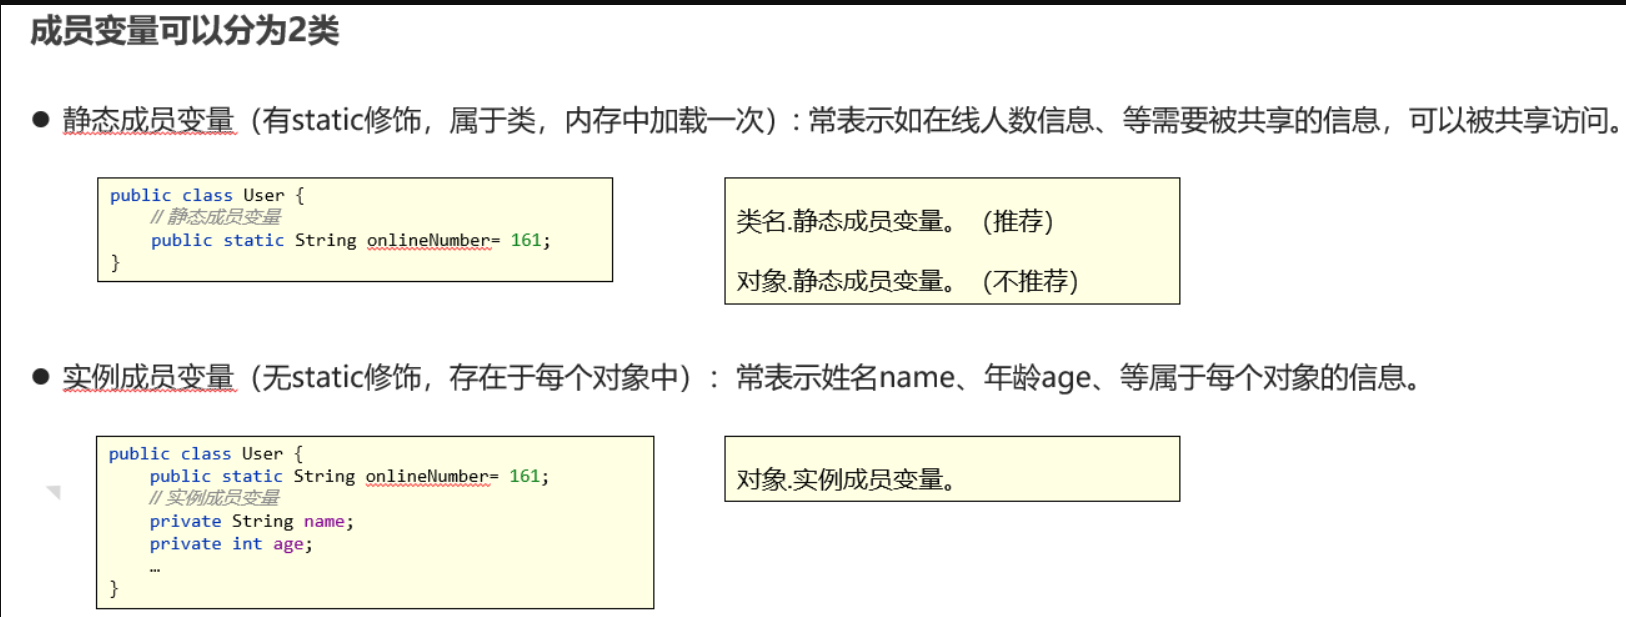 成员变量可以分为2类
● 静态成员变量（有static修饰，属于类，内存中加载一次）: 常表示如在线人数信息、等需要被共享的信息，可以被共享访问。
public class User {
// 静态成员变量
public static String onlineNumber= 161;
}
类名.静态成员变量。（推荐）
对象.静态成员变量。（不推荐）
● 实例成员变量（无static修饰，存在于每个对象中）: 常表示姓名name、年龄age、等属于每个对象的信息。
public class User {
public static String onlineNumber= 161;
// 实例成员变量
private String name;
private int age;
…
}
对象.实例成员变量。